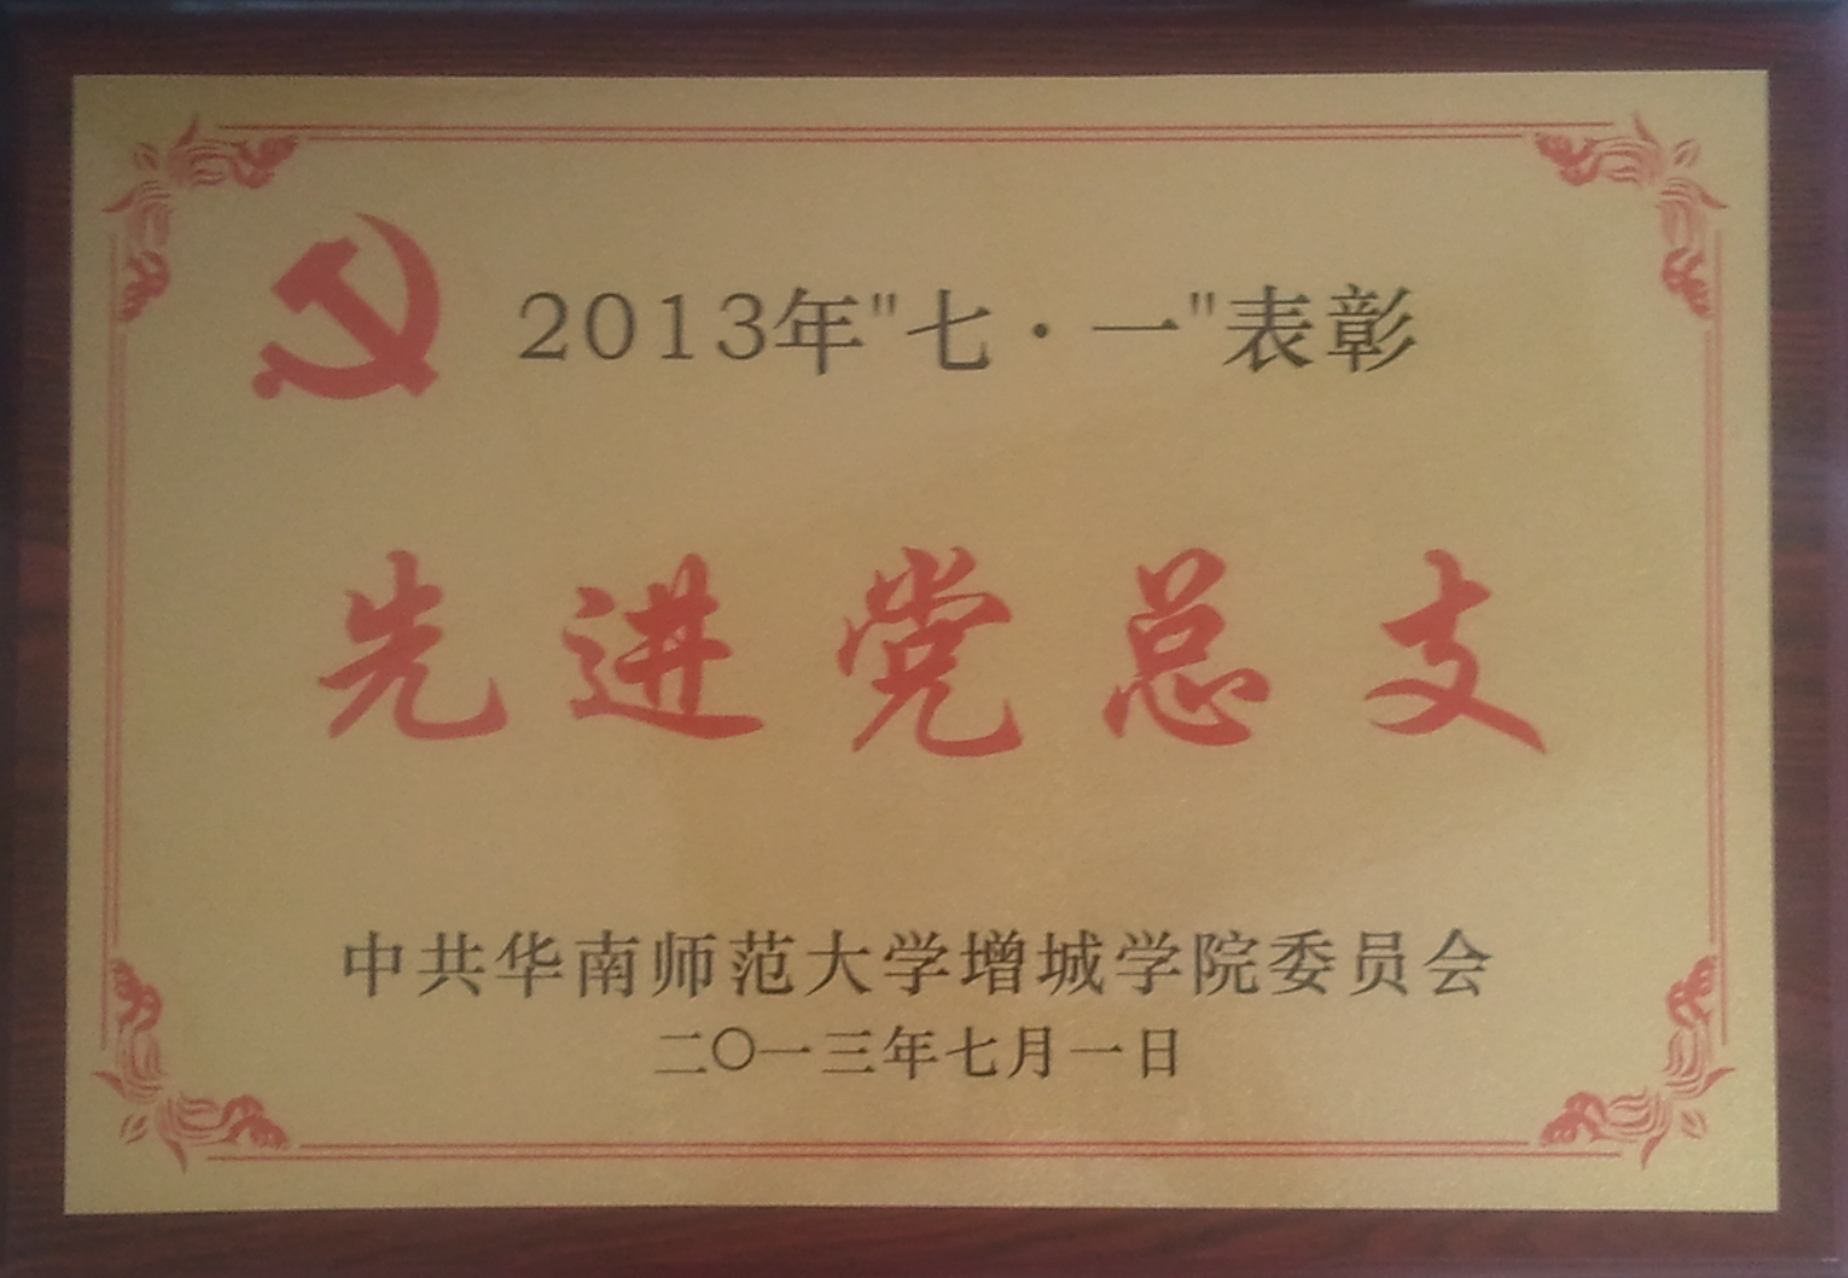 2013年"七·一"表彰
先进党总支
中共华南师范大学增城学院委员会
二〇一三年七月一日